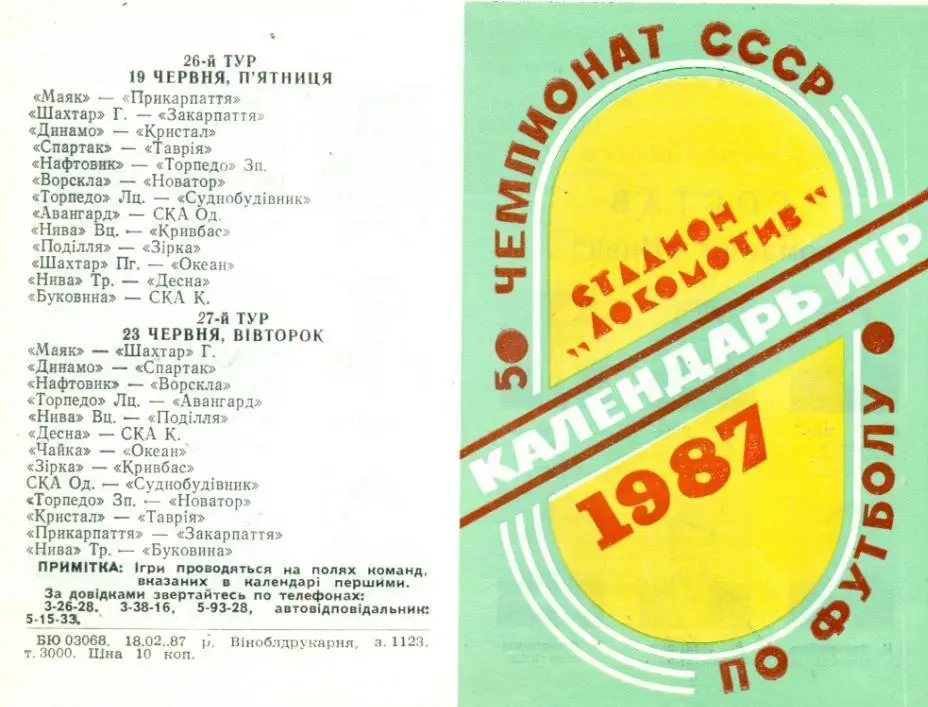 26-й ТУР
19 ЧЕРВНЯ, П'ЯТНИЦЯ
«Маяк» — «Прикарпаття»
«Шахтар» Г. — «Закарпаття»
«Динамо» — «Кристал»
«Спартак» — «Таврія»
«Нафтовик» — «Торпедо» Зп.
«Ворскла» — «Новатор»
«Торпедо» Лц. — «Суднобудівник»
«Авангард» — СКА Од.
«Нива» Вц. — «Кривбас»
«Поділля» — «Зірка»
«Шахтар» Пг. — «Океан»
«Нива» Тр. — «Десна»
«Буковина» — СКА К.
27-й ТУР
23 ЧЕРВНЯ, ВІВТОРОК
«Маяк» — «Шахтар» Г.
«Динамо» — «Спартак»
«Нафтовик» — «Ворскла»
«Торпедо» Лц. — «Авангард»
«Нива» Вц. — «Поділля»
«Десна» — СКА К.
«Чайка» — «Океан»
«Зірка» — «Кривбас»
СКА Од. — «Суднобудівник»
«Торпедо» Зп. — «Новатор»
«Кристал» — «Таврія»
«Прикарпаття» — «Закарпаття»
«Нива» Тр. — «Буковина»
ПРИМІТКА: Ігри проводяться на полях команд,
вказаних в календарі першими.
За довідками звертайтесь по телефонах:
3-26-28. 3-38-16, 5-93-28, автовідповідальник:
5-15-33.
БЮ 03068. 18.02..87 р. Віноблдрукарня, з. 1123.
т. 3000. Ціна 10 коп.
50 ЧЕМПИОНАТ СССР
СТАДИОН
„ЛОКОМОТИВ"
КАЛЕНДАРЬ ИГР
1987
ПО ФУТБОЛУ